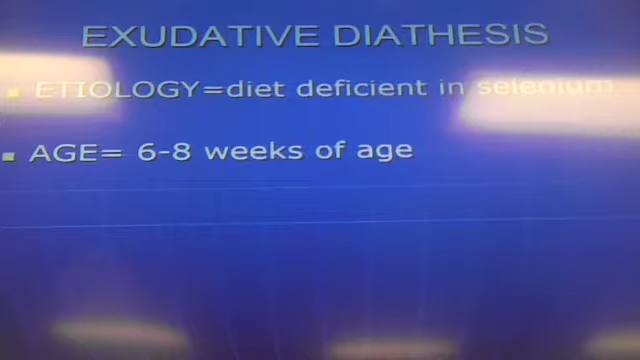 EXUDATIVE DIATHESIS
ETIOLOGY=diet deficient in selenium
AGE= 6-8 weeks of age